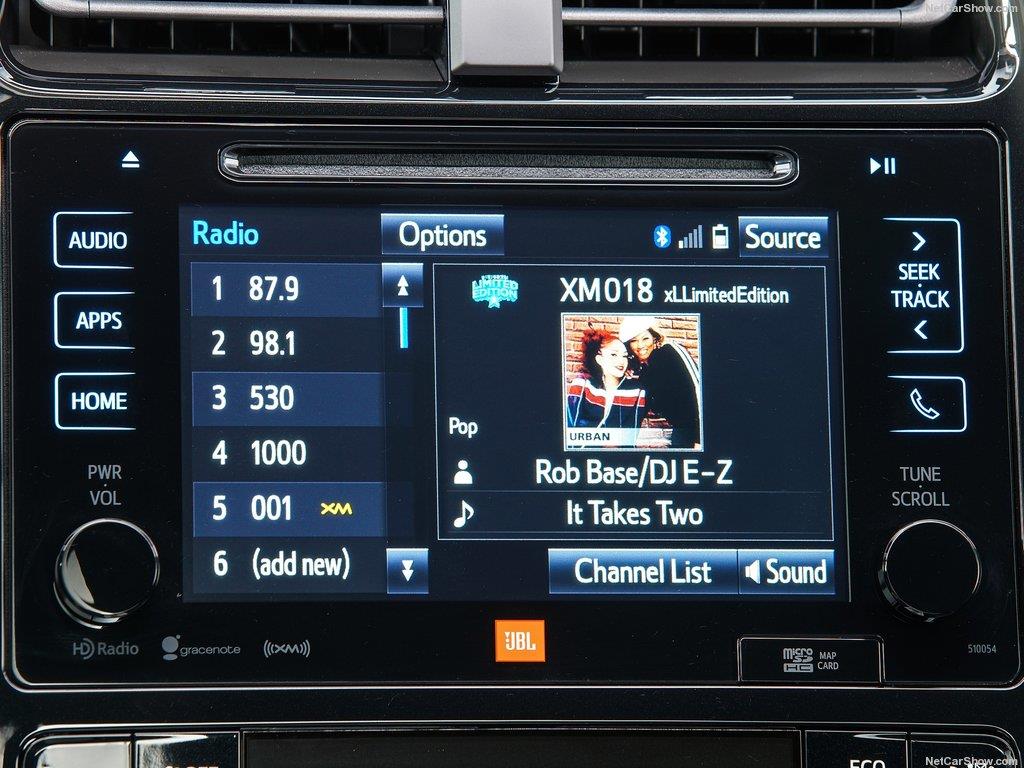 NetCarShow.com
AUDIO
APPS
HOME
PWR
VOL
Radio
Options
Source
1 87.9
2 98.1
3 530
4 1000
5 001 XM
6 (add new)
LIMITED
EDITION
XM018 xLLimitedEdition
URBAN
Pop
Rob Base/DJ E-Z
It Takes Two
Channel List
Sound
SEEK
TRACK
TUNE
SCROLL
HD Radio
gracenote
((XM))
JBL
micro
SD
HC
MAP
CARD
510054
ECO
NetCarShow.com